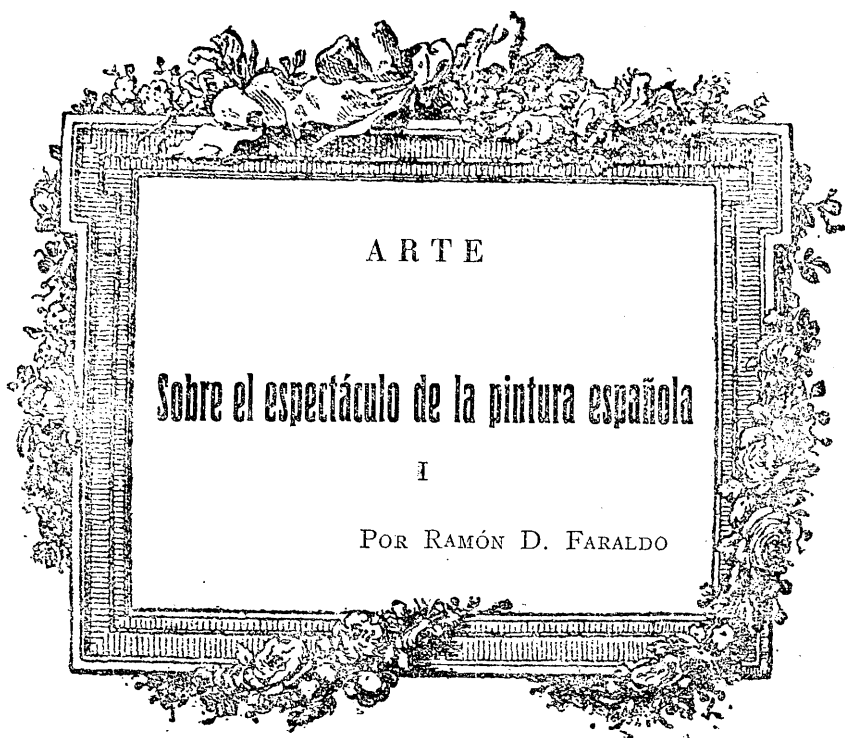 ARTE
Sobre el espectáculo de la pintura española
I
POR RAMÓN D. FARALDO